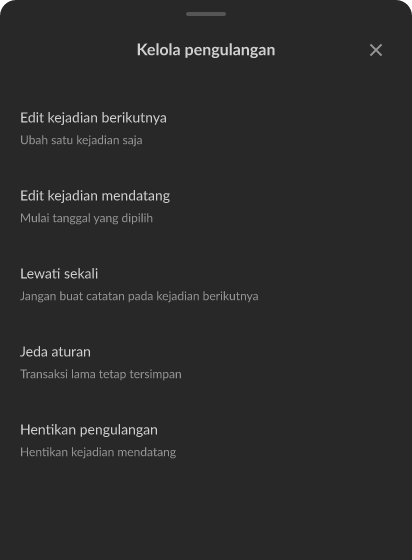 Kelola pengulangan
Edit kejadian berikutnya
Ubah satu kejadian saja
Edit kejadian mendatang
Mulai tanggal yang dipilih
Lewati sekali
Jangan buat catatan pada kejadian berikutnya
Jeda aturan
Transaksi lama tetap tersimpan
Hentikan pengulangan
Hentikan kejadian mendatang